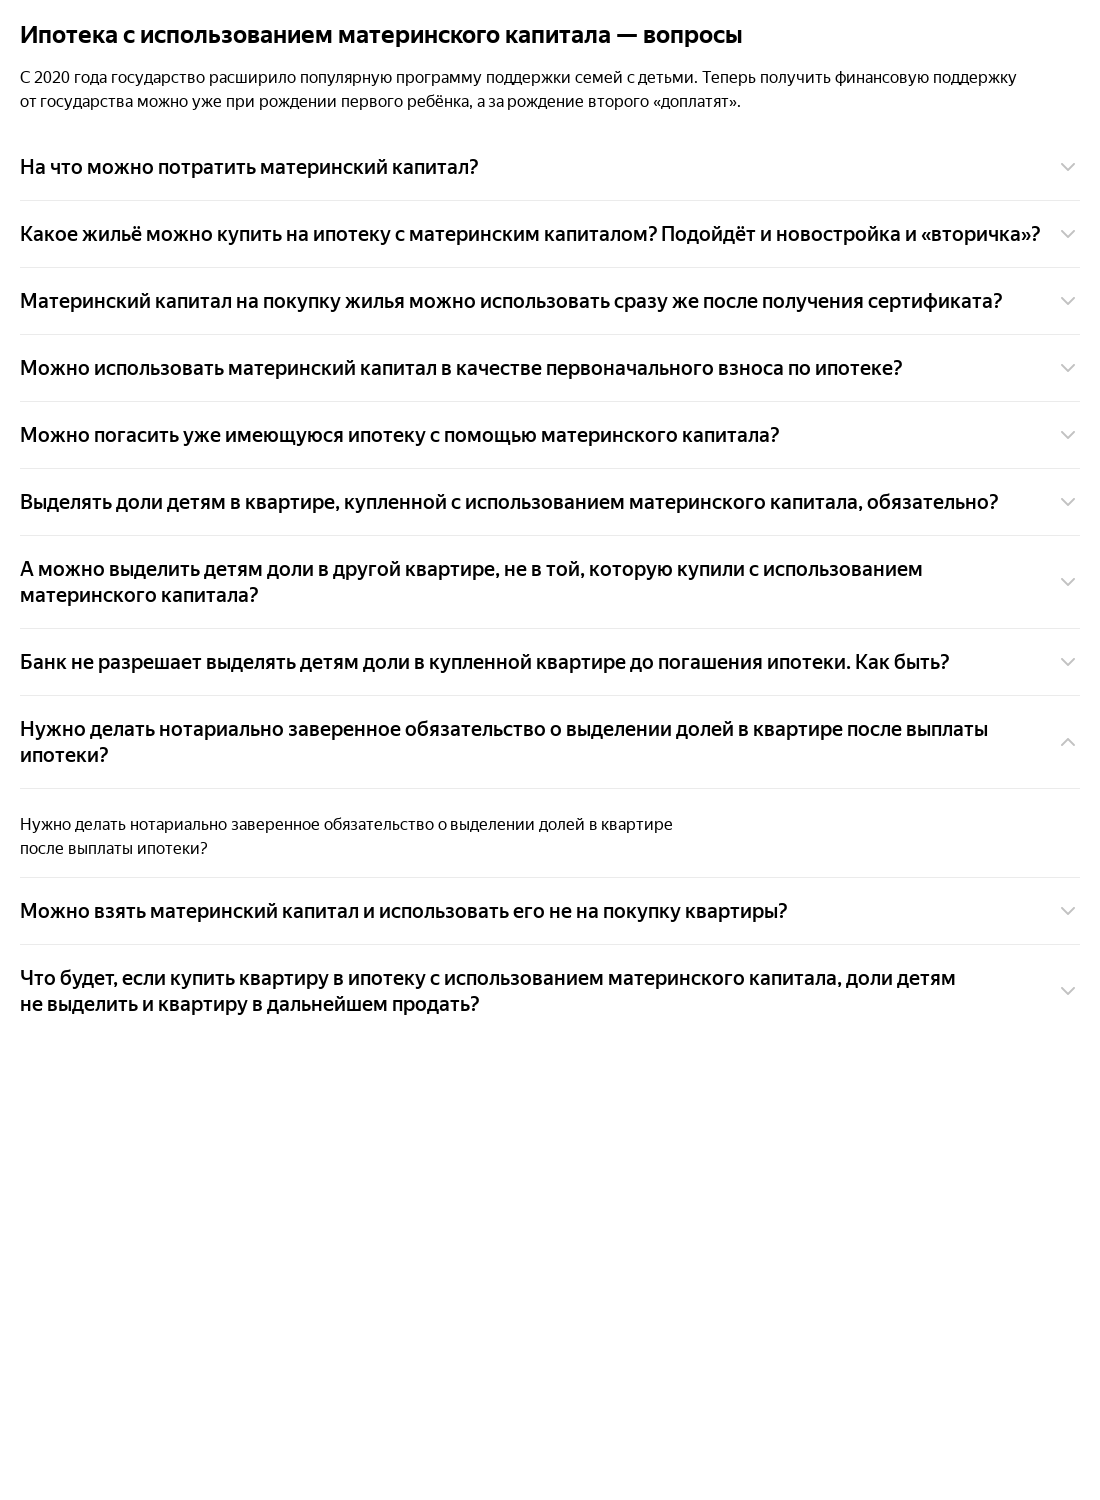 Ипотека с использованием материнского капитала — вопросы
С 2020 года государство расширило популярную программу поддержки семей с детьми. Теперь получить финансовую поддержку
от государства можно уже при рождении первого ребёнка, а за рождение второго «доплатят».
На что можно потратить материнский капитал?
Какое жильё можно купить на ипотеку с материнским капиталом? Подойдёт и новостройка и «вторичка»?
Материнский капитал на покупку жилья можно использовать сразу же после получения сертификата?
Можно использовать материнский капитал в качестве первоначального взноса по ипотеке?
Можно погасить уже имеющуюся ипотеку с помощью материнского капитала?
Выделять доли детям в квартире, купленной с использованием материнского капитала, обязательно?
А можно выделить детям доли в другой квартире, не в той, которую купили с использованием
материнского капитала?
Банк не разрешает выделять детям доли в купленной квартире до погашения ипотеки. Как быть?
Нужно делать нотариально заверенное обязательство о выделении долей в квартире после выплаты
ипотеки?
Нужно делать нотариально заверенное обязательство о выделении долей в квартире
после выплаты ипотеки?
Можно взять материнский капитал и использовать его не на покупку квартиры?
Что будет, если купить квартиру в ипотеку с использованием материнского капитала, доли детям
не выделить и квартиру в дальнейшем продать?